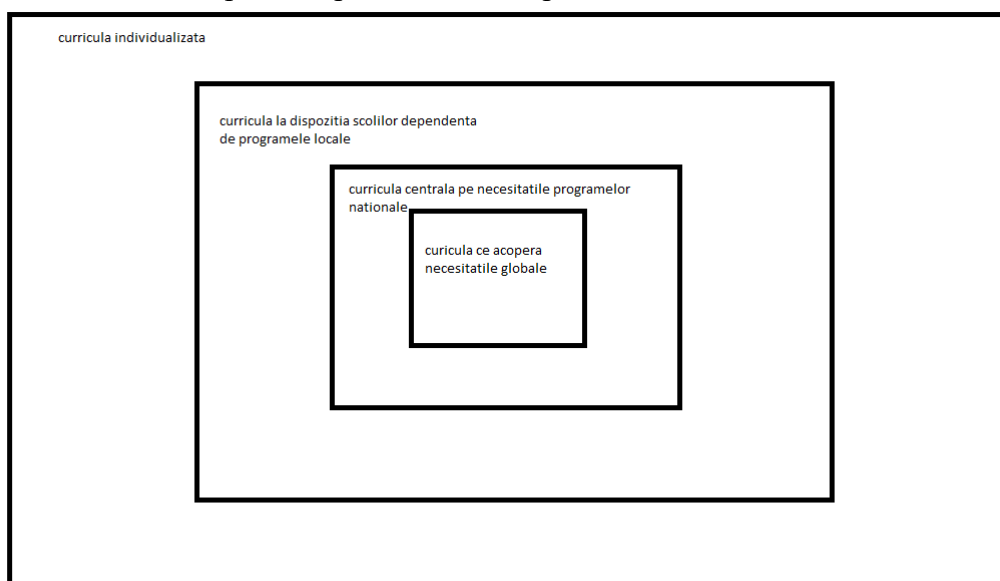 curricula individualizata
curricula la dispozitia scolilor dependenta
de programele locale
curricula centrala pe necesitatile programelor
nationale
curicula ce acopera
necesitatile globale